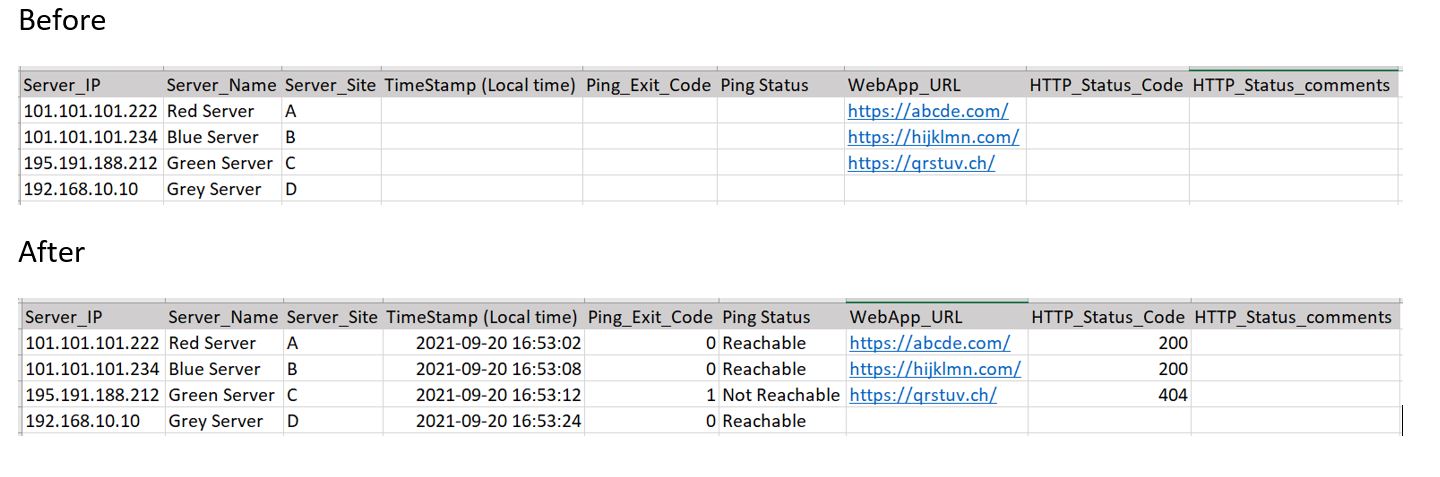 Before
Server_IP Server_Name Server_Site TimeStamp (Local time) Ping_Exit_Code Ping Status WebApp_URL HTTP_Status_Code HTTP_Status_comments
101.101.101.222 Red Server A https://abcde.com/
101.101.101.234 Blue Server B https://hijklmn.com/
195.191.188.212 Green Server C https://qrstuv.ch/
192.168.10.10 Grey Server D
After
Server_IP Server_Name Server_Site TimeStamp (Local time) Ping_Exit_Code Ping Status WebApp_URL HTTP_Status_Code HTTP_Status_comments
101.101.101.222 Red Server A 2021-09-20 16:53:02 0 Reachable https://abcde.com/ 200
101.101.101.234 Blue Server B 2021-09-20 16:53:08 0 Reachable https://hijklmn.com/ 200
195.191.188.212 Green Server C 2021-09-20 16:53:12 1 Not Reachable https://qrstuv.ch/ 404
192.168.10.10 Grey Server D 2021-09-20 16:53:24 0 Reachable